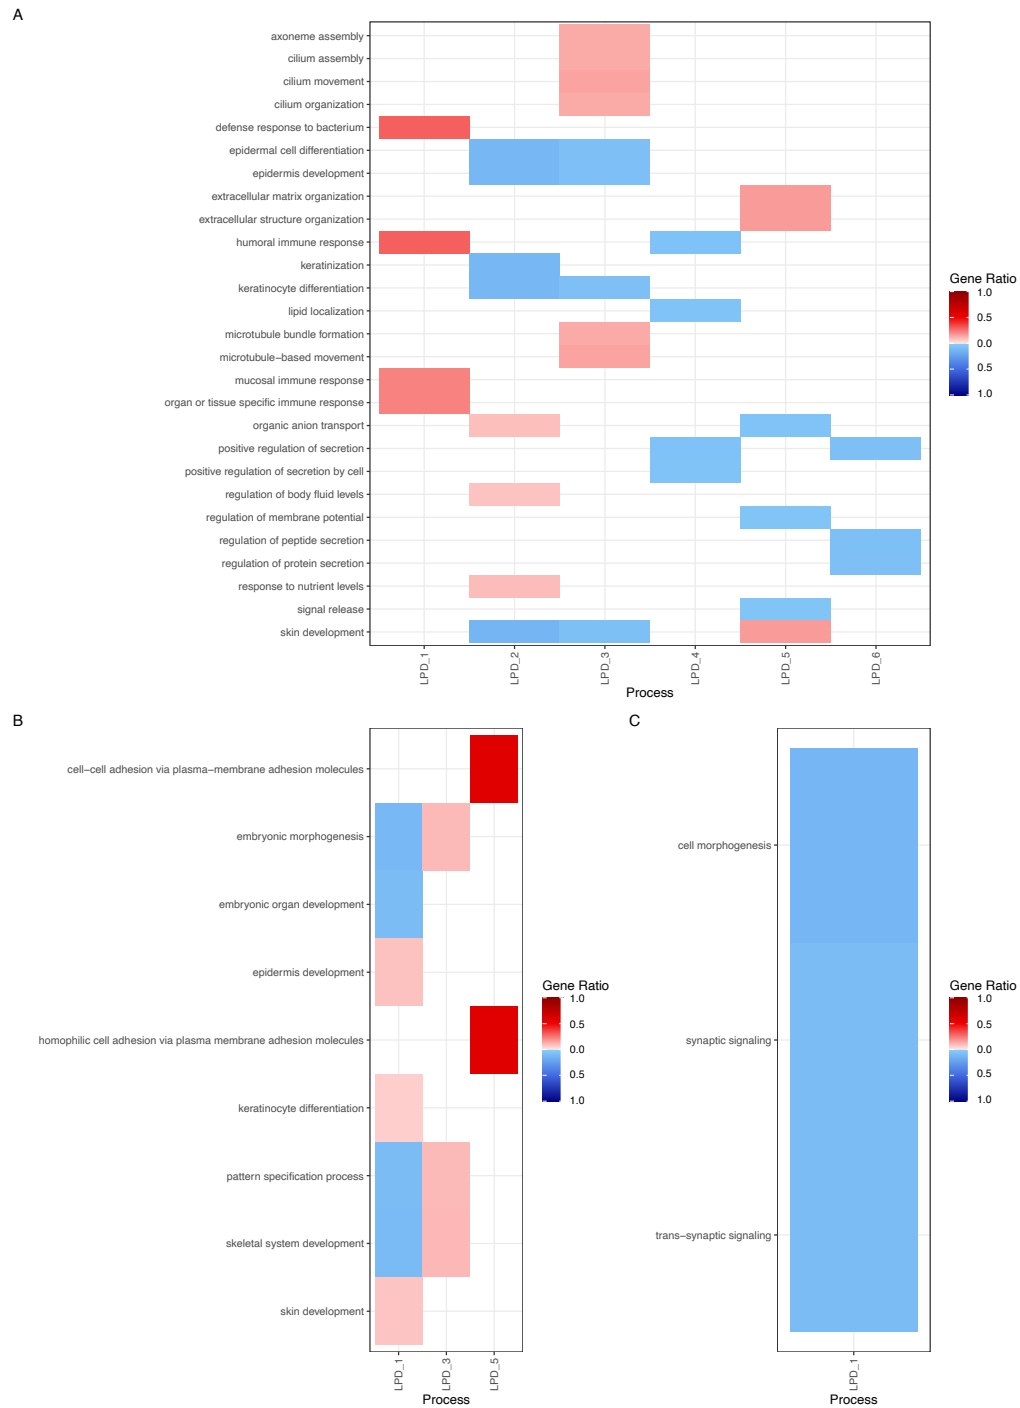 A
axoneme assembly
cilium assembly
cilium movement
cilium organization
defense response to bacterium
epidermal cell differentiation
epidermis development
extracellular matrix organization
extracellular structure organization
humoral immune response
keratinization
keratinocyte differentiation
lipid localization
microtubule bundle formation
microtubule−based movement
mucosal immune response
organ or tissue specific immune response
organic anion transport
positive regulation of secretion
positive regulation of secretion by cell
regulation of body fluid levels
regulation of membrane potential
regulation of peptide secretion
regulation of protein secretion
response to nutrient levels
signal release
skin development
LPD_1
LPD_2
LPD_3
LPD_4
LPD_5
LPD_6
Process
Gene Ratio
1.0
0.5
0.0
0.5
1.0
B
cell−cell adhesion via plasma−membrane adhesion molecules
embryonic morphogenesis
embryonic organ development
epidermis development
homophilic cell adhesion via plasma membrane adhesion molecules
keratinocyte differentiation
pattern specification process
skeletal system development
skin development
LPD_1
LPD_3
LPD_5
Process
Gene Ratio
1.0
0.5
0.0
0.5
1.0
C
cell morphogenesis
synaptic signaling
trans−synaptic signaling
LPD_1
Process
Gene Ratio
1.0
0.5
0.0
0.5
1.0